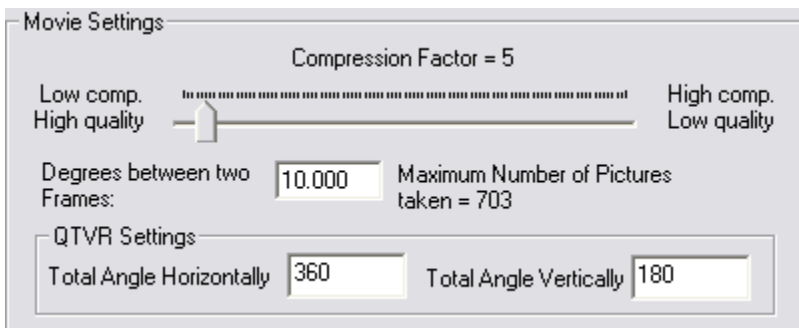 Movie Settings
Compression Factor = 5
Low comp.
High quality
High comp.
Low quality
Degrees between two
Frames:
10.000
Maximum Number of Pictures
taken = 703
QTVR Settings
Total Angle Horizontally
360
Total Angle Vertically
180